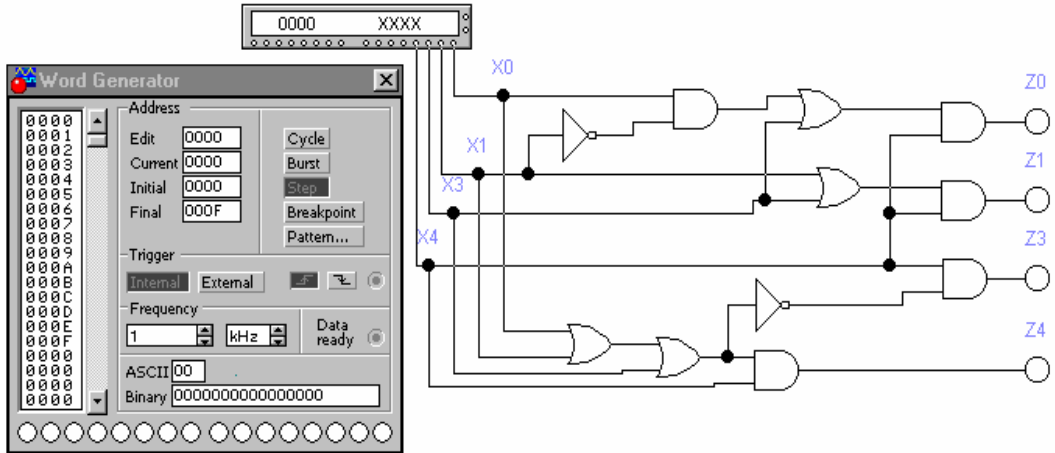 0000 XXXX
Word Generator
0000
0001
0002
0003
0004
0005
0006
0007
0008
0009
000A
000B
000C
000D
000E
000F
0000
0000
0000
0000
Address
Edit 0000
Current 0000
Initial 0000
Final 000F
Cycle
Burst
Step
Breakpoint
Pattern...
Trigger
Internal External
Frequency
1 kHz
Data
ready
ASCII 00
Binary 0000000000000000
X0
X1
X3
X4
Z0
Z1
Z3
Z4